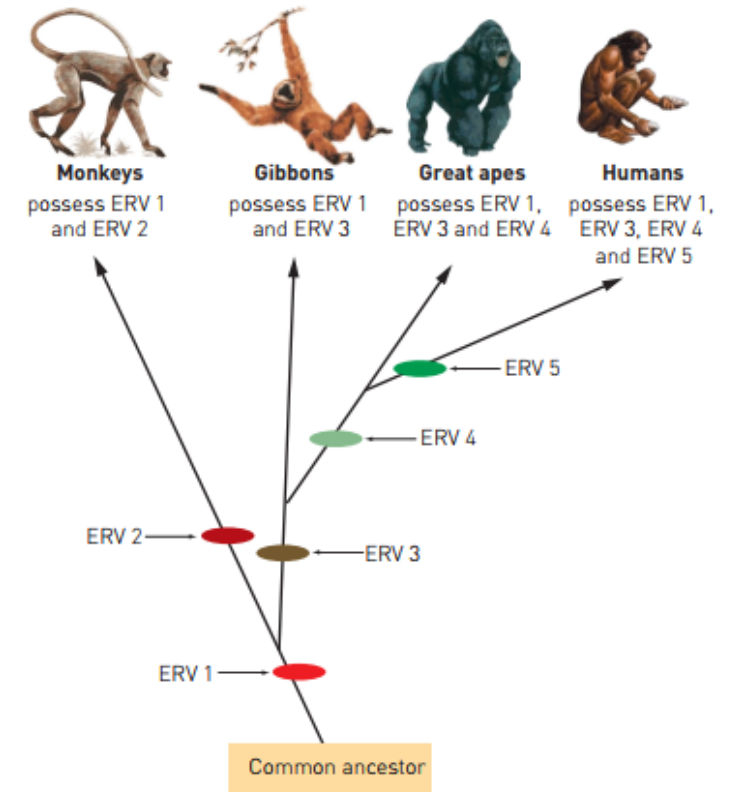 Monkeys
possess ERV 1
and ERV 2
Gibbons
possess ERV 1
and ERV 3
Great apes
possess ERV 1,
ERV 3 and ERV 4
Humans
possess ERV 1,
ERV 3, ERV 4
and ERV 5
ERV 5
ERV 4
ERV 2
ERV 3
ERV 1
Common ancestor